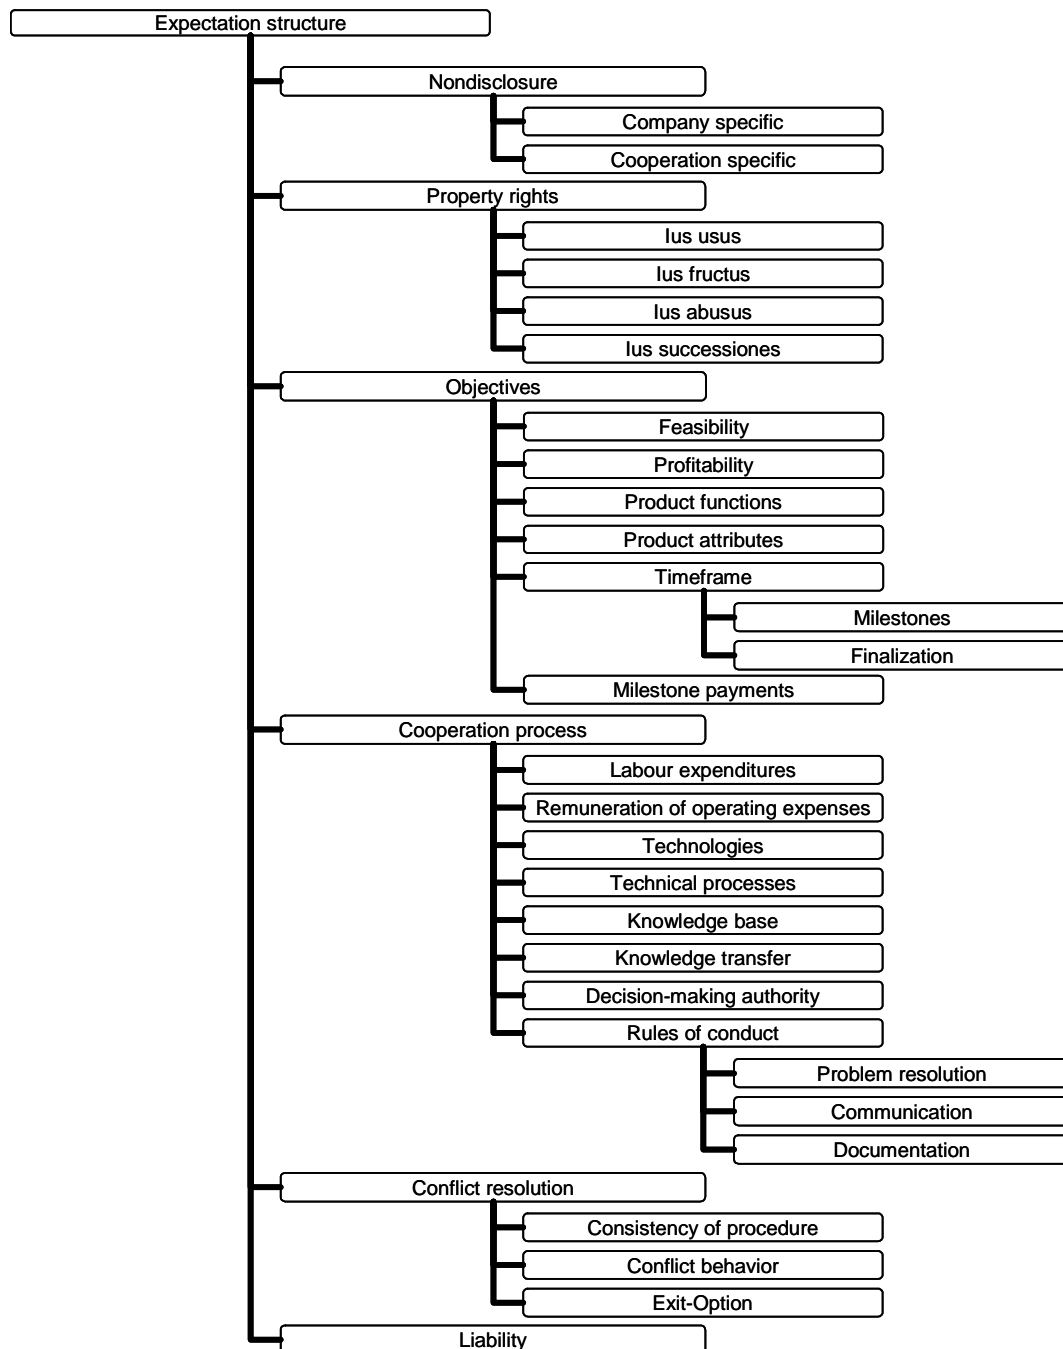 Expectation structure
Nondisclosure
Company specific
Cooperation specific
Property rights
Ius usus
Ius fructus
Ius abusus
Ius successiones
Objectives
Feasibility
Profitability
Product functions
Product attributes
Timeframe
Milestones
Finalization
Milestone payments
Cooperation process
Labour expenditures
Remuneration of operating expenses
Technologies
Technical processes
Knowledge base
Knowledge transfer
Decision-making authority
Rules of conduct
Problem resolution
Communication
Documentation
Conflict resolution
Consistency of procedure
Conflict behavior
Exit-Option
Liability